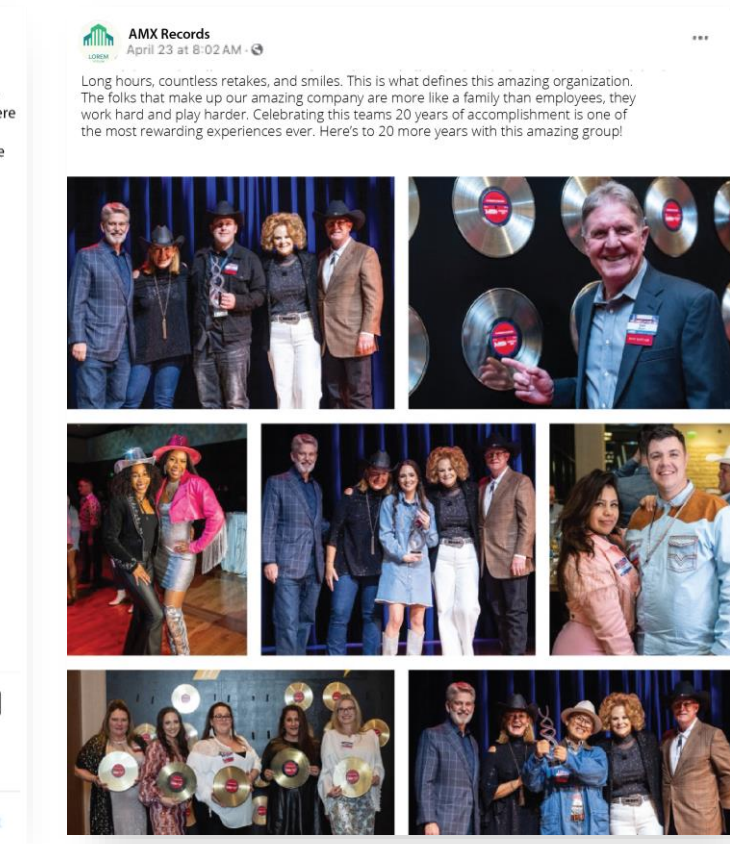 ere
e
AMX Records
LOREM
April 23 at 8:02 AM ·
Long hours, countless retakes, and smiles. This is what defines this amazing organization.
The folks that make up our amazing company are more like a family than employees, they
work hard and play harder. Celebrating this teams 20 years of accomplishment is one of
the most rewarding experiences ever. Here’s to 20 more years with this amazing group!